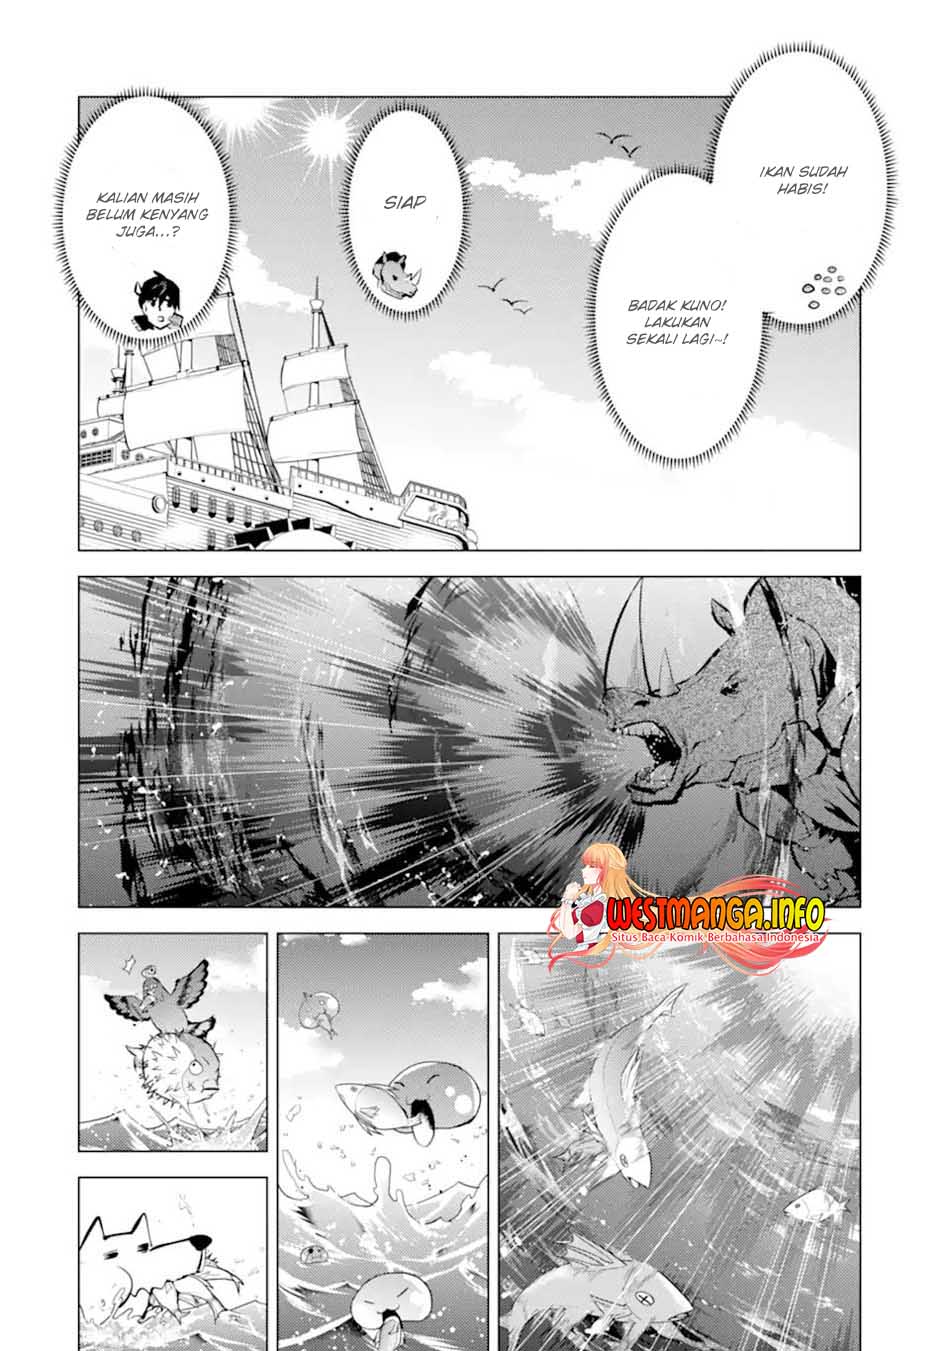 IKAN SUDAH
HABIS!
BADAK KUNO!
LAKUKAN
SEKALI LAGI~!
SIAP
KALIAN MASIH
BELUM KENYANG
JUGA...?
WESTMANGA.INFO
Situs Baca Komik Berbahasa Indonesia